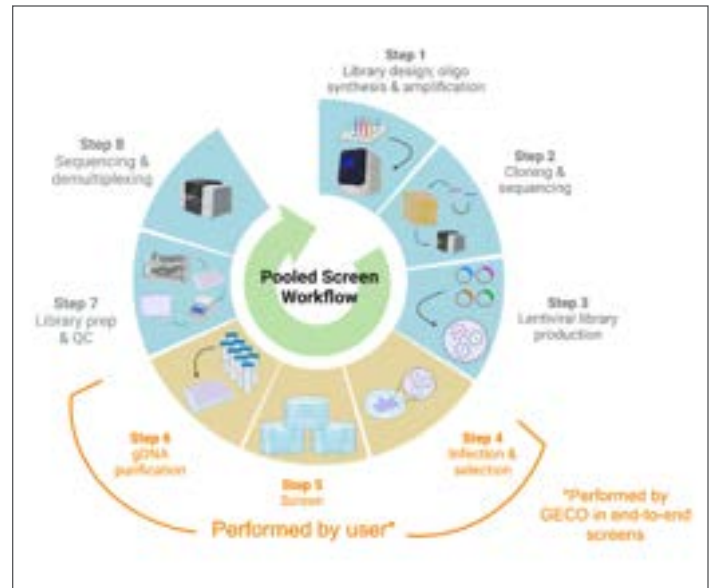 Step 1
Library design; oligo
synthesis & amplification
Step 2
Cloning &
sequencing
Step 3
Lentiviral library
production
Step 4
Infection &
selection
Step 5
Screen
Step 6
gDNA
purification
Step 7
Library prep
& QC
Step 8
Sequencing &
demultiplexing
Pooled Screen
Workflow
Performed by user*
*Performed by
GECO in end-to-end
screens